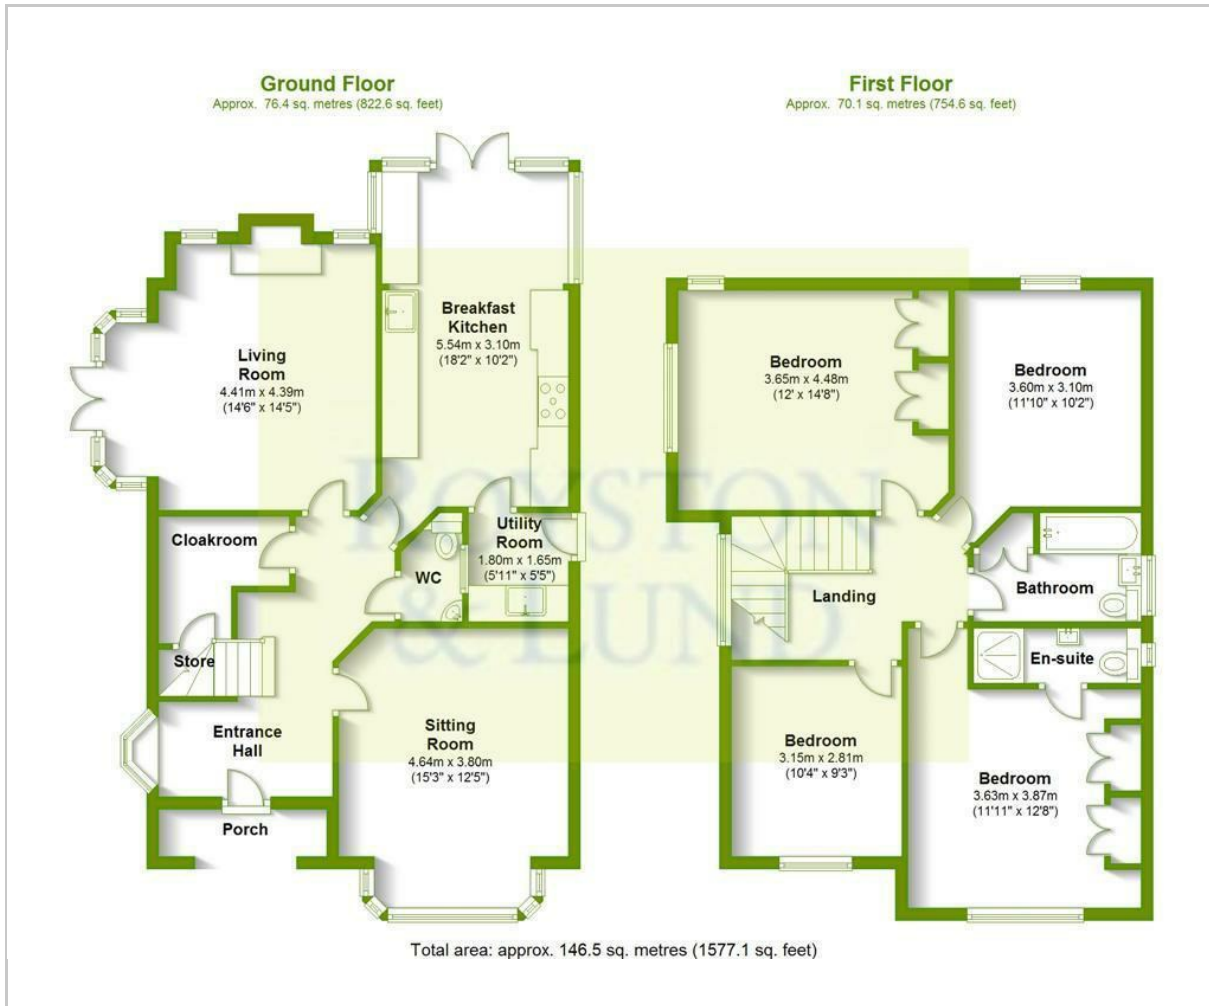 Ground Floor
Approx. 76.4 sq. metres (822.6 sq. feet)
First Floor
Approx. 70.1 sq. metres (754.6 sq. feet)
Breakfast
Kitchen
5.54m x 3.10m
(18'2" x 10'2")
Living
Room
4.41m x 4.39m
(14'6" x 14'5")
Cloakroom
Utility
Room
1.80m x 1.65m
(5'11" x 5'5")
WC
Store
Entrance
Hall
Sitting
Room
4.64m x 3.80m
(15'3" x 12'5")
Porch
Bedroom
3.65m x 4.48m
(12' x 14'8")
Bedroom
3.60m x 3.10m
(11'10" x 10'2")
Landing
Bathroom
En-suite
Bedroom
3.15m x 2.81m
(10'4" x 9'3")
Bedroom
3.63m x 3.87m
(11'11" x 12'8")
ROYSTON
& LUND
Total area: approx. 146.5 sq. metres (1577.1 sq. feet)